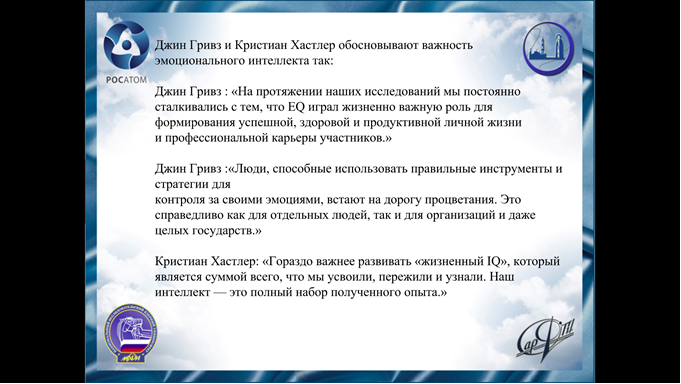 Джин Гривз и Кристиан Хастлер обосновывают важность
эмоционального интеллекта так:
Джин Гривз : «На протяжении наших исследований мы постоянно
сталкивались с тем, что EQ играл жизненно важную роль для
формирования успешной, здоровой и продуктивной личной жизни
и профессиональной карьеры участников.»
Джин Гривз :«Люди, способные использовать правильные инструменты и
стратегии для
контроля за своими эмоциями, встают на дорогу процветания. Это
справедливо как для отдельных людей, так и для организаций и даже
целых государств.»
Кристиан Хастлер: «Гораздо важнее развивать «жизненный IQ», который
является суммой всего, что мы усвоили, пережили и узнали. Наш
интеллект — это полный набор полученного опыта.»
РОСАТОМ
МИФИ
СарФТИ